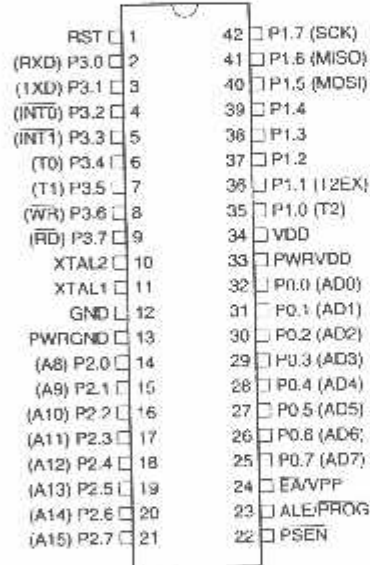 RST 1 42 P1.7 (SCK)
(RXD) P3.0 2 41 P1.6 (MISO)
(TXD) P3.1 3 40 P1.5 (MOSI)
(INT0) P3.2 4 39 P1.4
(INT1) P3.3 5 38 P1.3
(T0) P3.4 6 37 P1.2
(T1) P3.5 7 36 P1.1 (T2EX)
(WR) P3.6 8 35 P1.0 (T2)
(RD) P3.7 9 34 VDD
XTAL2 10 33 PWRVDD
XTAL1 11 32 P0.0 (AD0)
GND 12 31 P0.1 (AD1)
PWRGND 13 30 P0.2 (AD2)
(A8) P2.0 14 29 P0.3 (AD3)
(A9) P2.1 15 28 P0.4 (AD4)
(A10) P2.2 16 27 P0.5 (AD5)
(A11) P2.3 17 26 P0.6 (AD6)
(A12) P2.4 18 25 P0.7 (AD7)
(A13) P2.5 19 24 EA/VPP
(A14) P2.6 20 23 ALE/PROG
(A15) P2.7 21 22 PSEN